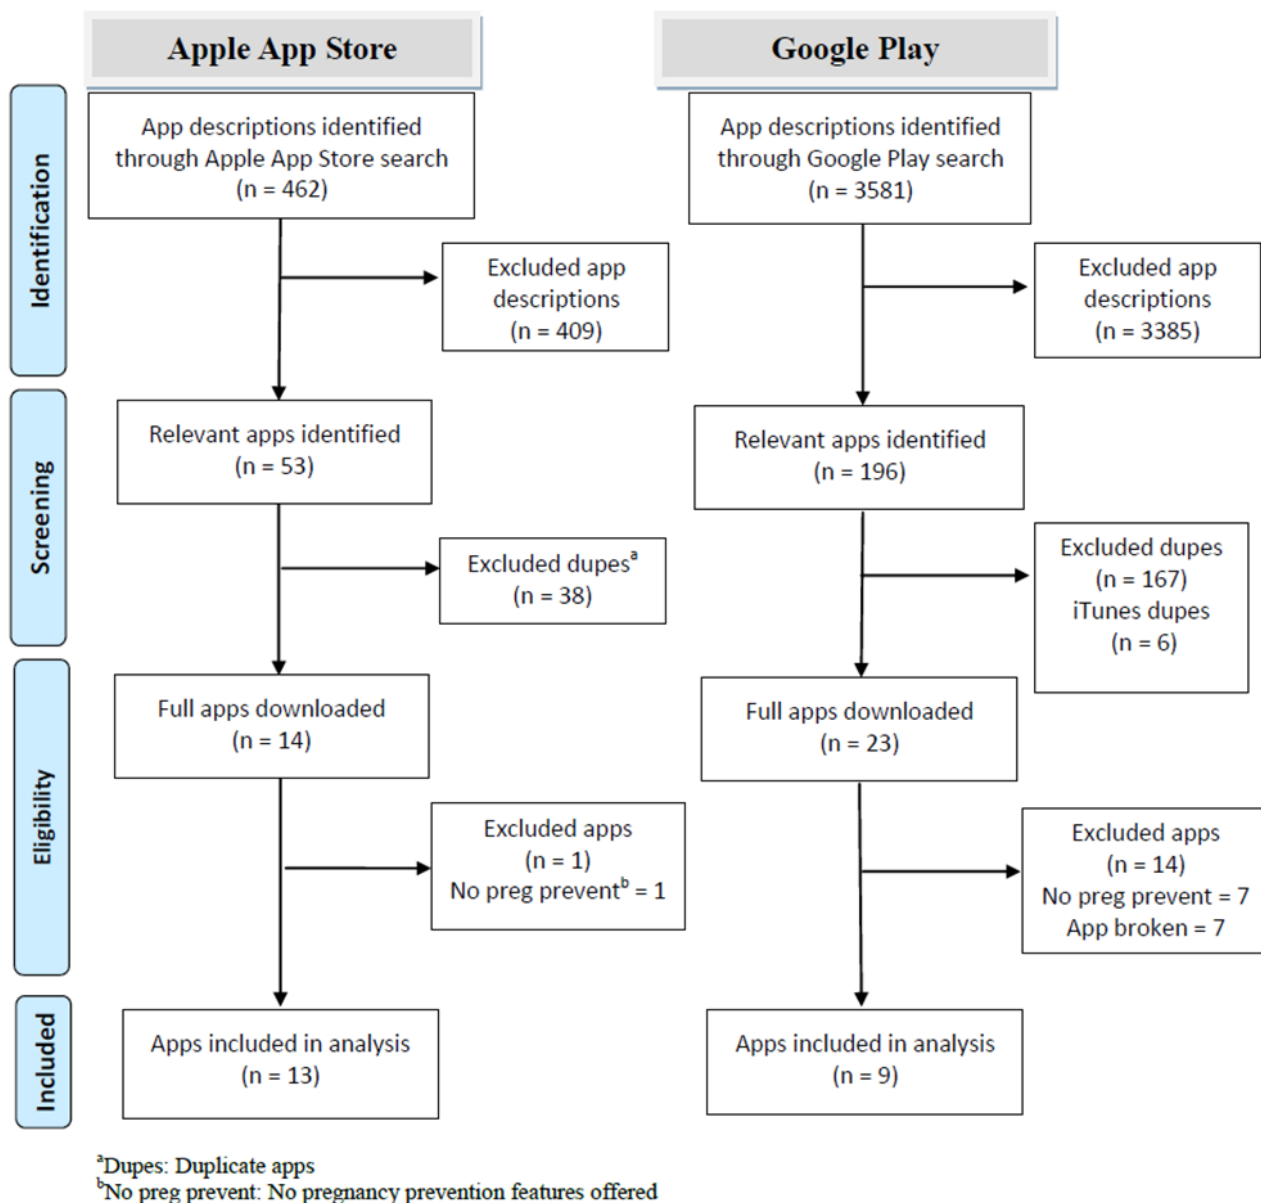 Apple App Store
Google Play
Identification
App descriptions identified
through Apple App Store search
(n = 462)
App descriptions identified
through Google Play search
(n = 3581)
Excluded app
descriptions
(n = 409)
Excluded app
descriptions
(n = 3385)
Screening
Relevant apps identified
(n = 53)
Relevant apps identified
(n = 196)
Excluded dupesᵃ
(n = 38)
Excluded dupes
(n = 167)
iTunes dupes
(n = 6)
Eligibility
Full apps downloaded
(n = 14)
Full apps downloaded
(n = 23)
Excluded apps
(n = 1)
No preg preventᵇ = 1
Excluded apps
(n = 14)
No preg prevent = 7
App broken = 7
Included
Apps included in analysis
(n = 13)
Apps included in analysis
(n = 9)
ᵃDupes: Duplicate apps
ᵇNo preg prevent: No pregnancy prevention features offered